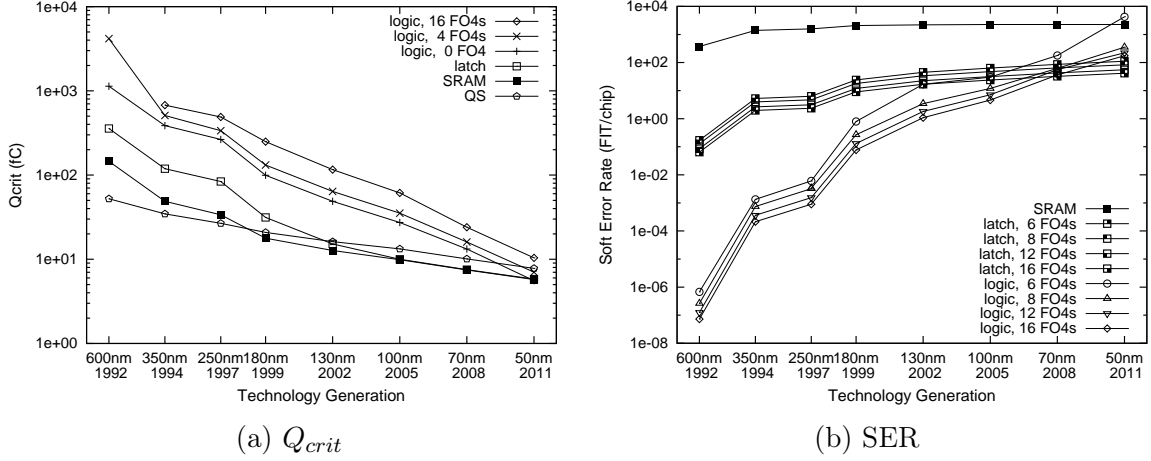 1e+04
1e+03
1e+02
1e+01
1e+00
Qcrit (fC)
logic, 16 FO4s
logic, 4 FO4s
logic, 0 FO4
latch
SRAM
QS
600nm 350nm 250nm 180nm 130nm 100nm 70nm 50nm
1992 1994 1997 1999 2002 2005 2008 2011
Technology Generation
(a) Qcrit
1e+04
1e+02
1e+00
1e-02
1e-04
1e-06
1e-08
Soft Error Rate (FIT/chip)
SRAM
latch, 6 FO4s
latch, 8 FO4s
latch, 12 FO4s
latch, 16 FO4s
logic, 6 FO4s
logic, 8 FO4s
logic, 12 FO4s
logic, 16 FO4s
600nm 350nm 250nm 180nm 130nm 100nm 70nm 50nm
1992 1994 1997 1999 2002 2005 2008 2011
Technology Generation
(b) SER